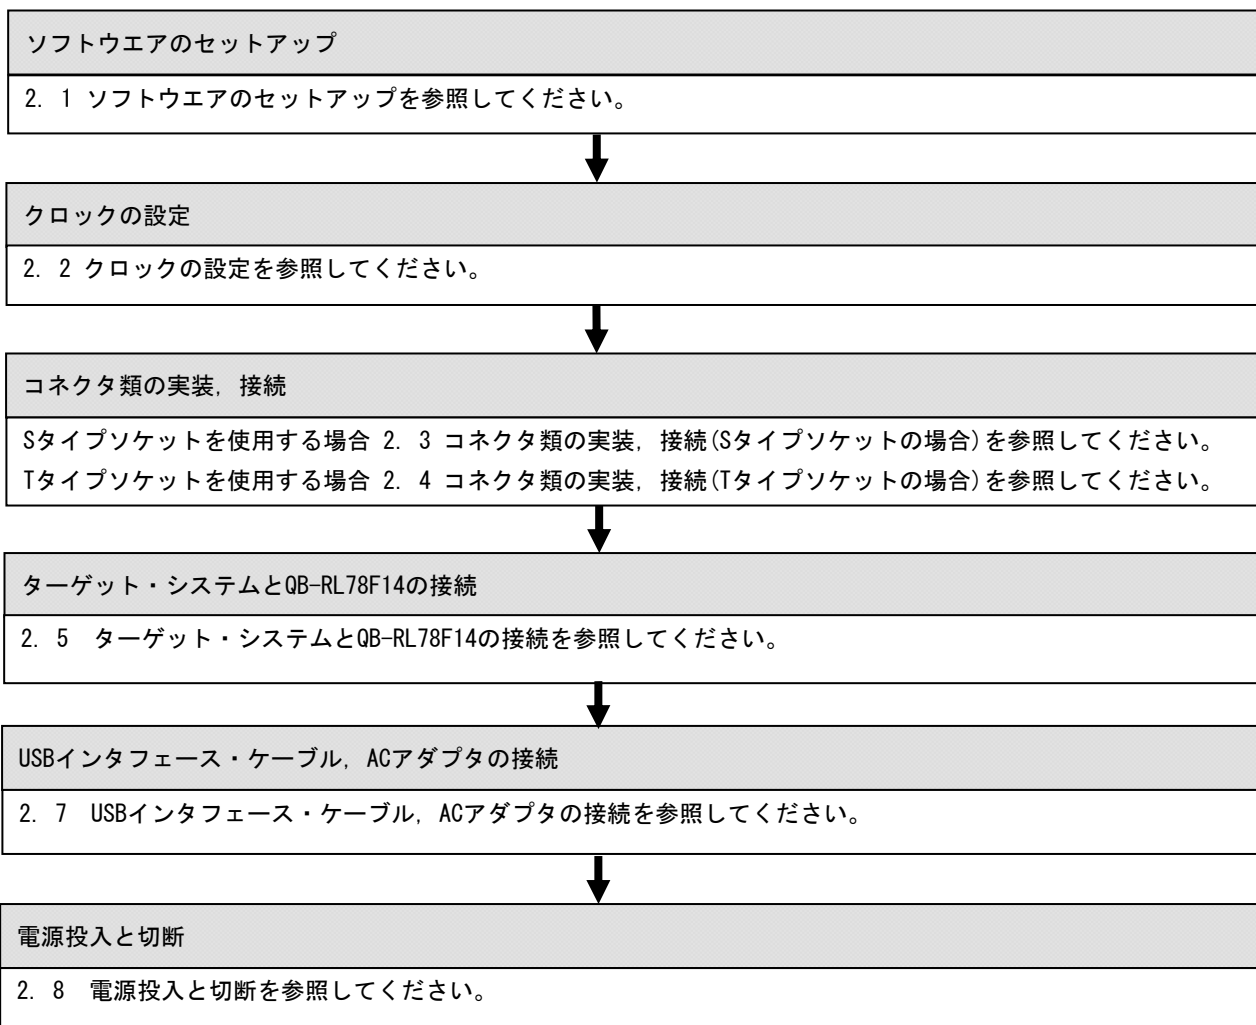 ソフトウエアのセットアップ
2. 1 ソフトウエアのセットアップを参照してください。
クロックの設定
2. 2 クロックの設定を参照してください。
コネクタ類の実装, 接続
Sタイプソケットを使用する場合 2. 3 コネクタ類の実装, 接続(Sタイプソケットの場合)を参照してください。
Tタイプソケットを使用する場合 2. 4 コネクタ類の実装, 接続(Tタイプソケットの場合)を参照してください。
ターゲット・システムとQB-RL78F14の接続
2. 5 ターゲット・システムとQB-RL78F14の接続を参照してください。
USBインタフェース・ケーブル, ACアダプタの接続
2. 7 USBインタフェース・ケーブル, ACアダプタの接続を参照してください。
電源投入と切断
2. 8 電源投入と切断を参照してください。